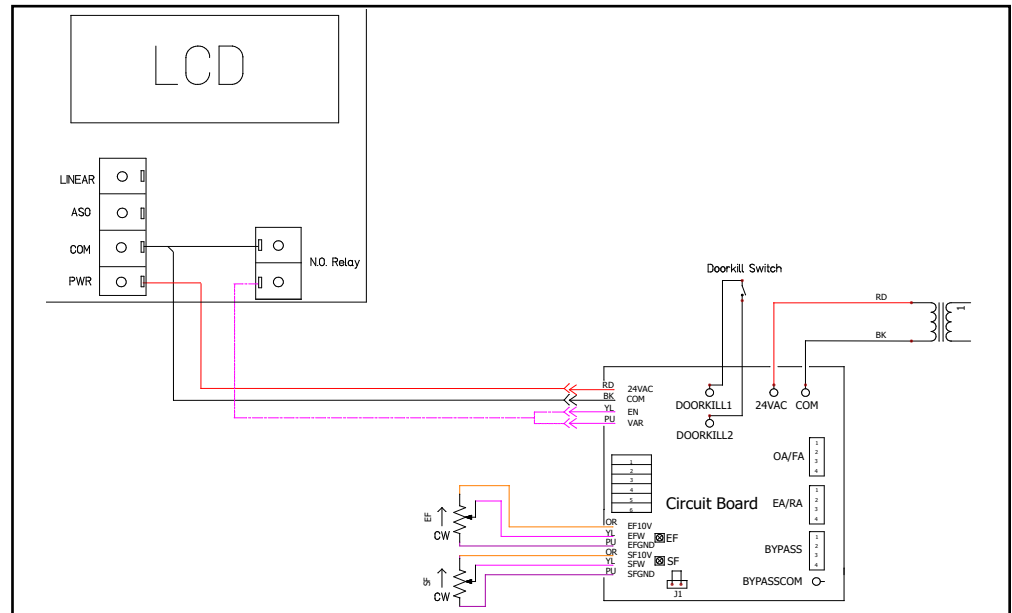 LCD
LINEAR
ASO
COM
PWR
N.O. Relay
Doorkill Switch
RD
BK
1
RD 24VAC
BK COM
YL EN
PU VAR
DOORKILL1
24VAC
COM
DOORKILL2
OA/FA
1
2
3
4
1
2
3
4
5
6
Circuit Board
EA/RA
1
2
3
4
EF
CW
OR EF10V
YL EFW
PU EFGND
EF
BYPASS
1
2
3
4
SF
CW
OR SF10V
YL SFW
PU SFGND
SF
J1
BYPASSCOM